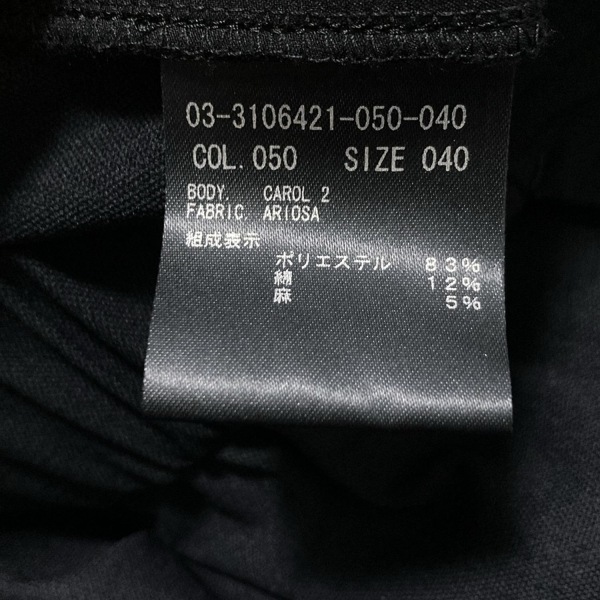 03-3106421-050-040
COL. 050 SIZE 040
BODY. CAROL 2
FABRIC ARIOSA
組成表示
ポリエステル 83%
綿 12%
麻 5%